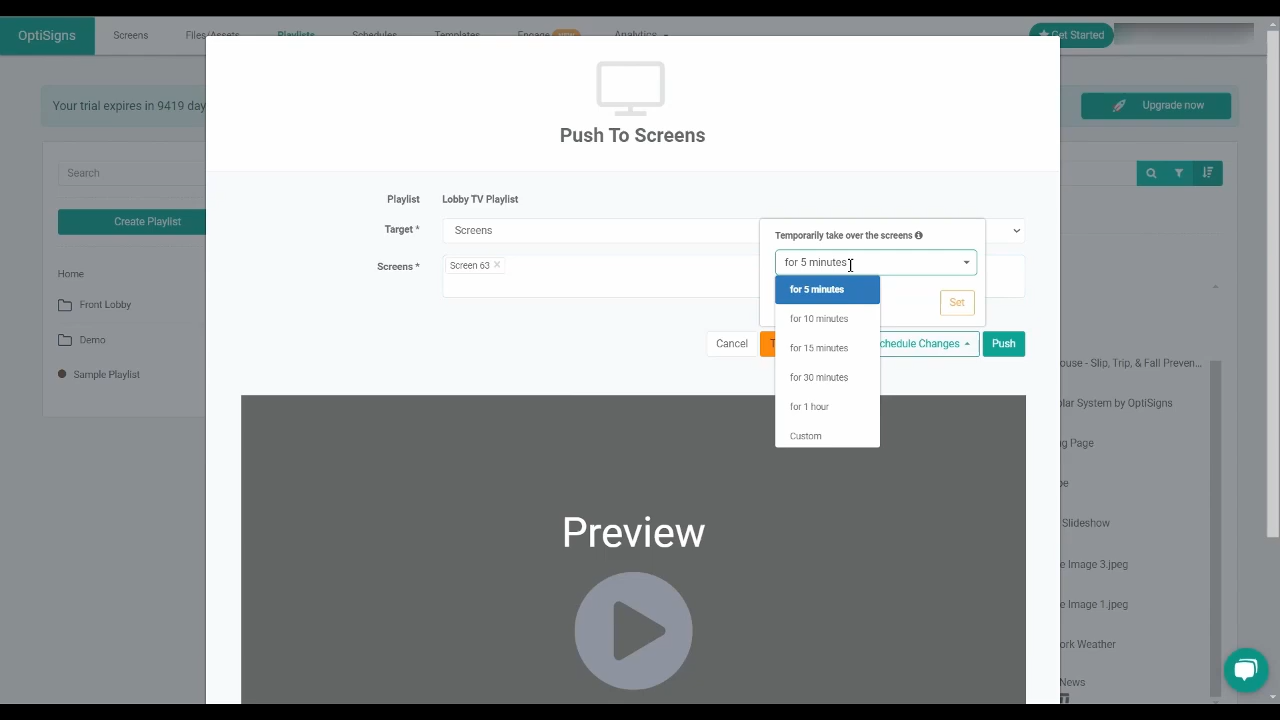 OptiSigns
Screens
Files/Assets
Playlists
Schedules
Templates
Engage
Analytics
Get Started
Your trial expires in 9419 day
Upgrade now
Push To Screens
Search
Playlist
Lobby TV Playlist
Create Playlist
Target *
Screens
Temporarily take over the screens
Screens *
Screen 63 ×
for 5 minutes
Home
for 5 minutes
Front Lobby
Set
for 10 minutes
Demo
Cancel
T
for 15 minutes
chedule Changes
Push
Sample Playlist
for 30 minutes
ouse - Slip, Trip, & Fall Preven...
for 1 hour
olar System by OptiSigns
Custom
g Page
Preview
Slideshow
e Image 3.jpeg
e Image 1.jpeg
ork Weather
News